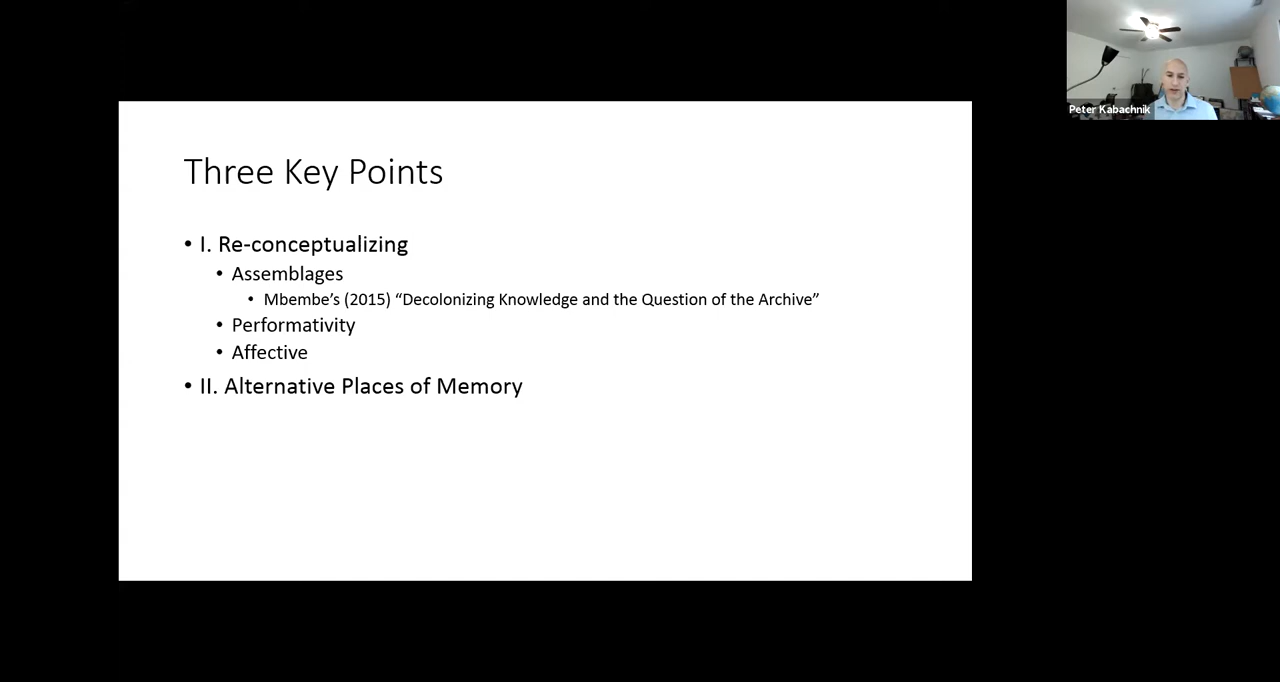 Three Key Points
• I. Re-conceptualizing
• Assemblages
• Mbembe’s (2015) “Decolonizing Knowledge and the Question of the Archive”
• Performativity
• Affective
• II. Alternative Places of Memory
Peter Kabachnik